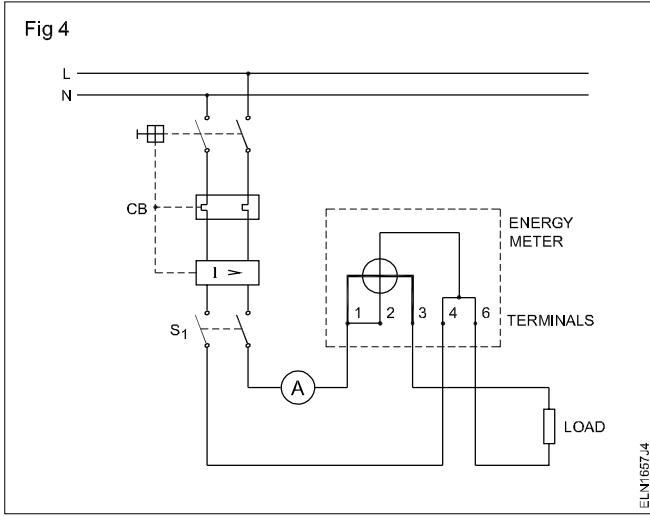 Fig 4
L
N
CB
I >
S1
A
ENERGY
METER
1 2 3 4 6
TERMINALS
LOAD
ELN1657J4